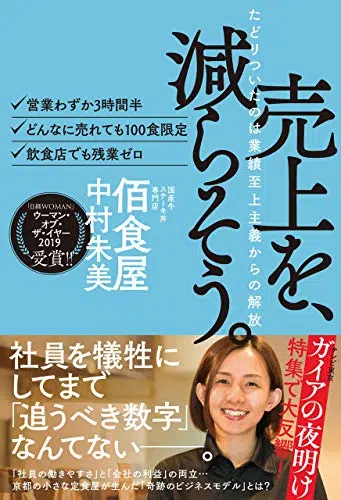 売上を、
減らそう。
たどりついたのは業績至上主義からの解放
営業わずか3時間半
どんなに売れても100食限定
飲食店でも残業ゼロ
国産牛
ステーキ丼
専門店
佰食屋
中村朱美
「日経WOMAN」
ウーマン・
オブ・
ザ・イヤー
2019
受賞!!
テレビ東京
ガイアの夜明け
特集で大反響!
社員を犠牲に
してまで
「追うべき数字」
なんてない――。
「社員の働きやすさ」と「会社の利益」の両立…
京都の小さな定食屋が生んだ「奇跡のビジネスモデル」とは?